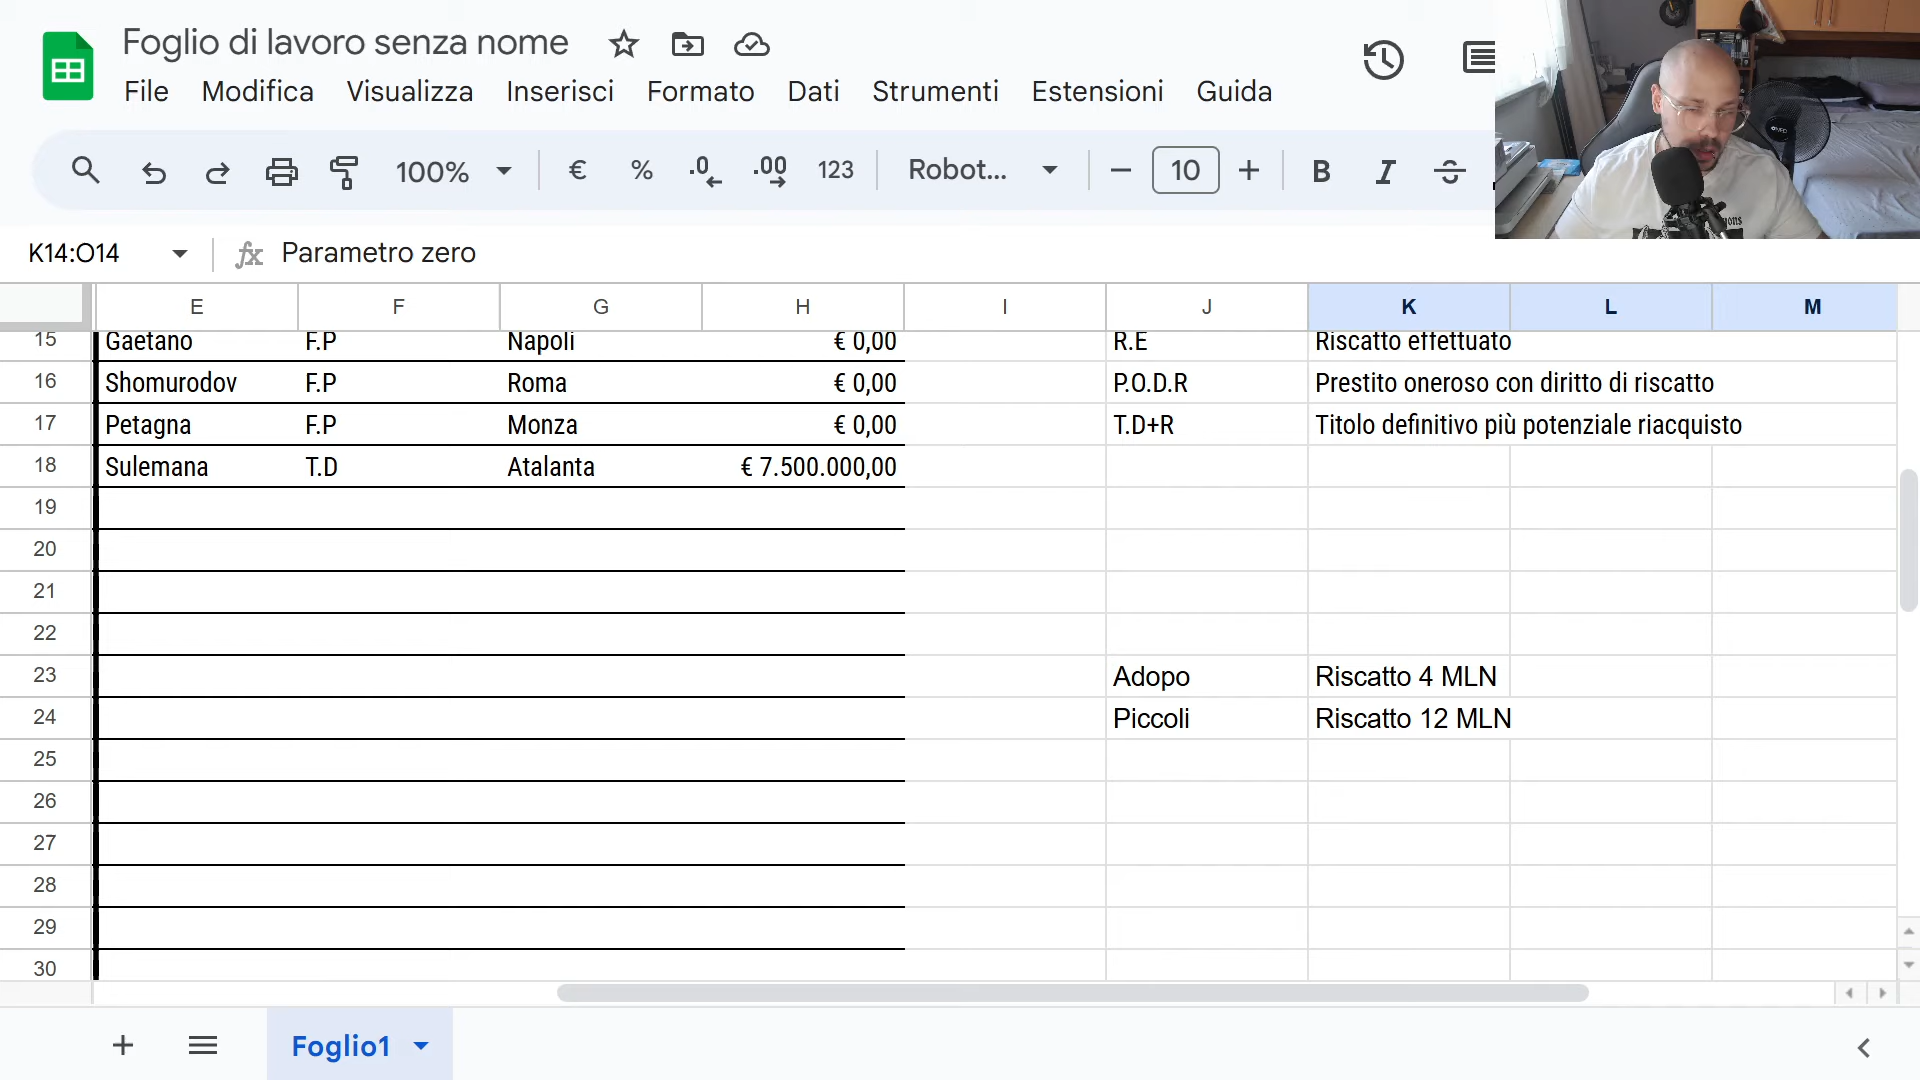 Foglio di lavoro senza nome
File Modifica Visualizza Inserisci Formato Dati Strumenti Estensioni Guida
100% € % .0 .00 123 Robot... 10 B I S
K14:O14 fx Parametro zero
E F G H I J K L M
15 Gaetano F.P Napoli € 0,00 R.E Riscatto effettuato
16 Shomurodov F.P Roma € 0,00 P.O.D.R Prestito oneroso con diritto di riscatto
17 Petagna F.P Monza € 0,00 T.D+R Titolo definitivo più potenziale riacquisto
18 Sulemana T.D Atalanta € 7.500.000,00
19
20
21
22
23 Adopo Riscatto 4 MLN
24 Piccoli Riscatto 12 MLN
25
26
27
28
29
30
Foglio1